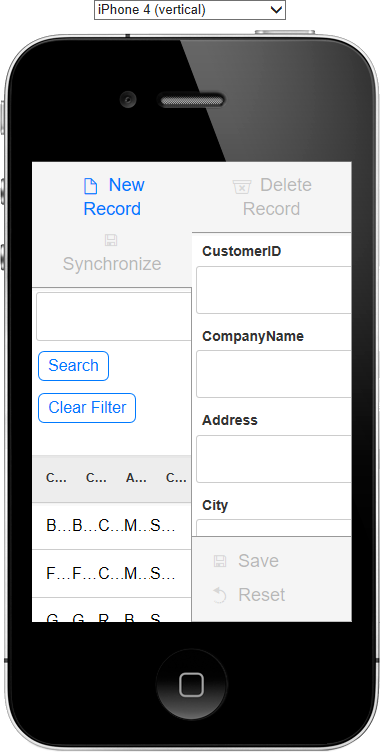 iPhone 4 (vertical)
New
Record
Synchronize
Search
Clear Filter
C... C... A... C...
B... B... C... M... S...
F... F... C... M... S...
G G R B S
Delete
Record
CustomerID
CompanyName
Address
City
Save
Reset